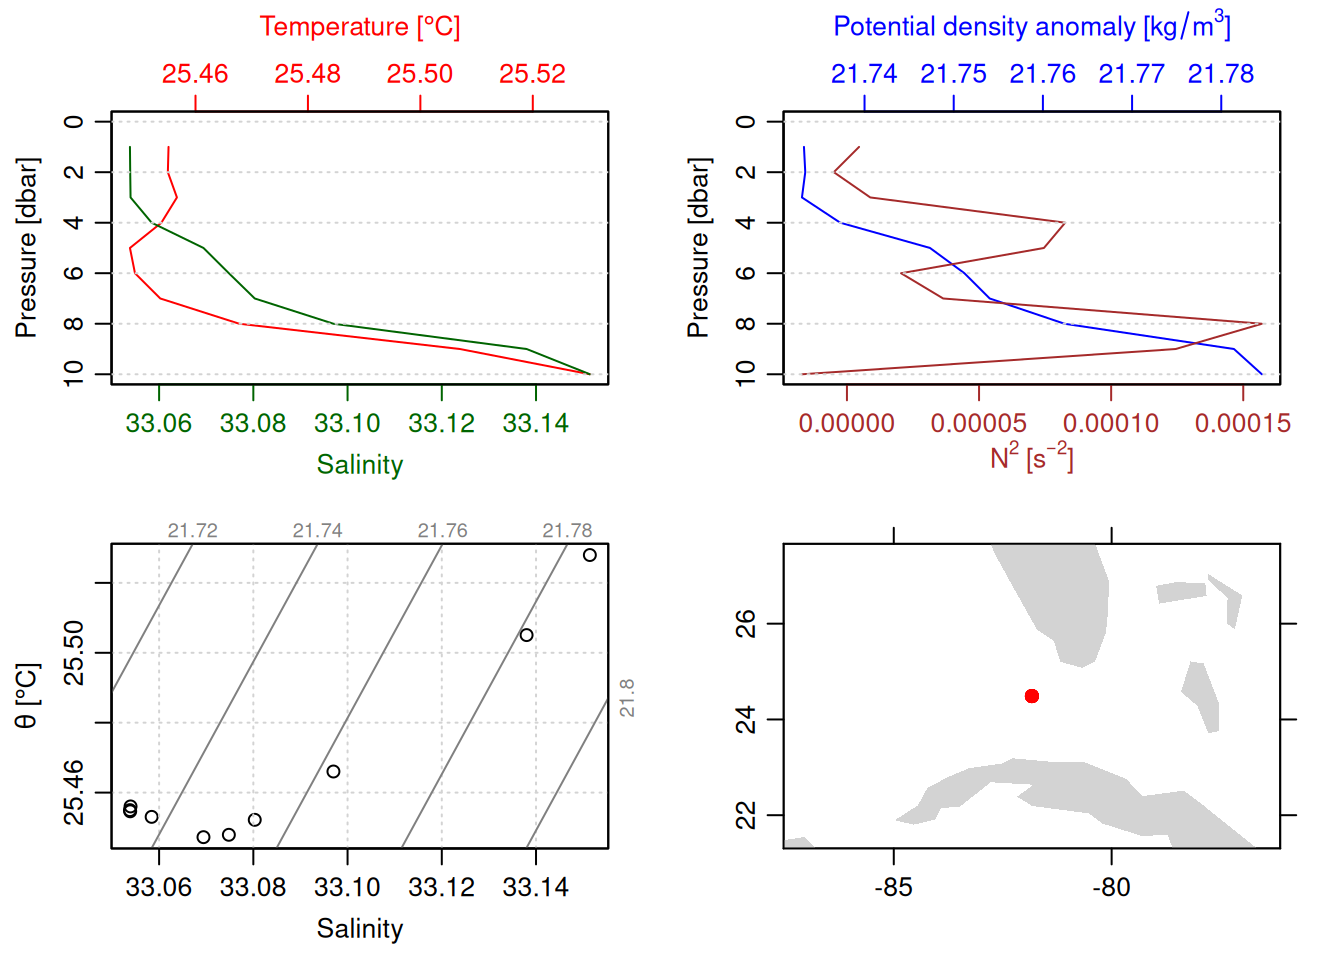 Temperature [°C]
25.46 25.48 25.50 25.52
Pressure [dbar]
0
2
4
6
8
10
33.06 33.08 33.10 33.12 33.14
Salinity
Potential density anomaly [kg/m³]
21.74 21.75 21.76 21.77 21.78
Pressure [dbar]
0
2
4
6
8
10
0.00000 0.00005 0.00010 0.00015
N² [s⁻²]
21.72 21.74 21.76 21.78
21.8
θ [°C]
25.50
25.46
33.06 33.08 33.10 33.12 33.14
Salinity
26
24
22
-85 -80